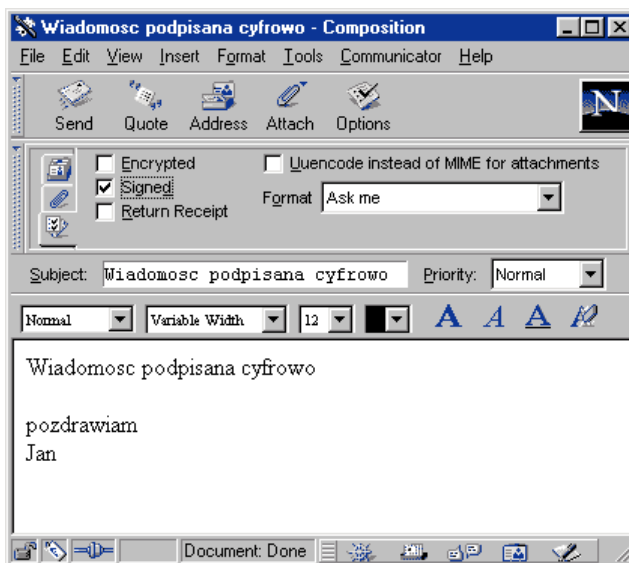 Wiadomosc podpisana cyfrowo - Composition
File Edit View Insert Format Tools Communicator Help
Send Quote Address Attach Options
N
Encrypted Uuencode instead of MIME for attachments
Signed Format Ask me
Return Receipt
Subject: Wiadomosc podpisana cyfrowo Priority: Normal
Normal Variable Width 12 A A A
Wiadomosc podpisana cyfrowo
pozdrawiam
Jan
Document: Done